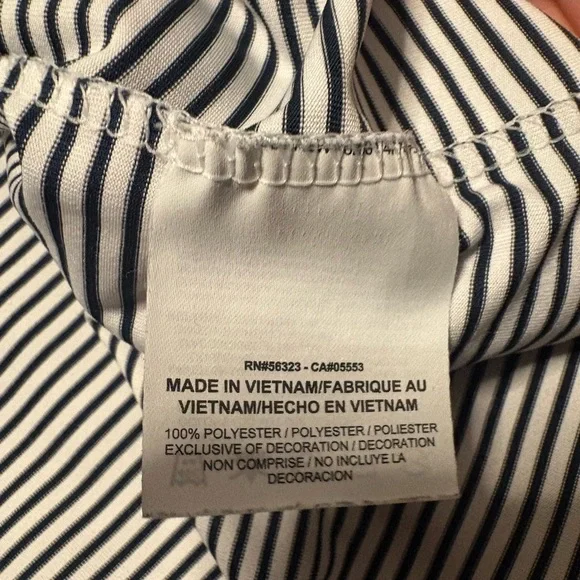 RN#56323 - CA#05553
MADE IN VIETNAM/FABRIQUE AU
VIETNAM/HECHO EN VIETNAM
100% POLYESTER / POLYESTER / POLIESTER
EXCLUSIVE OF DECORATION / DECORATION
NON COMPRISE / NO INCLUYE LA
DECORACION